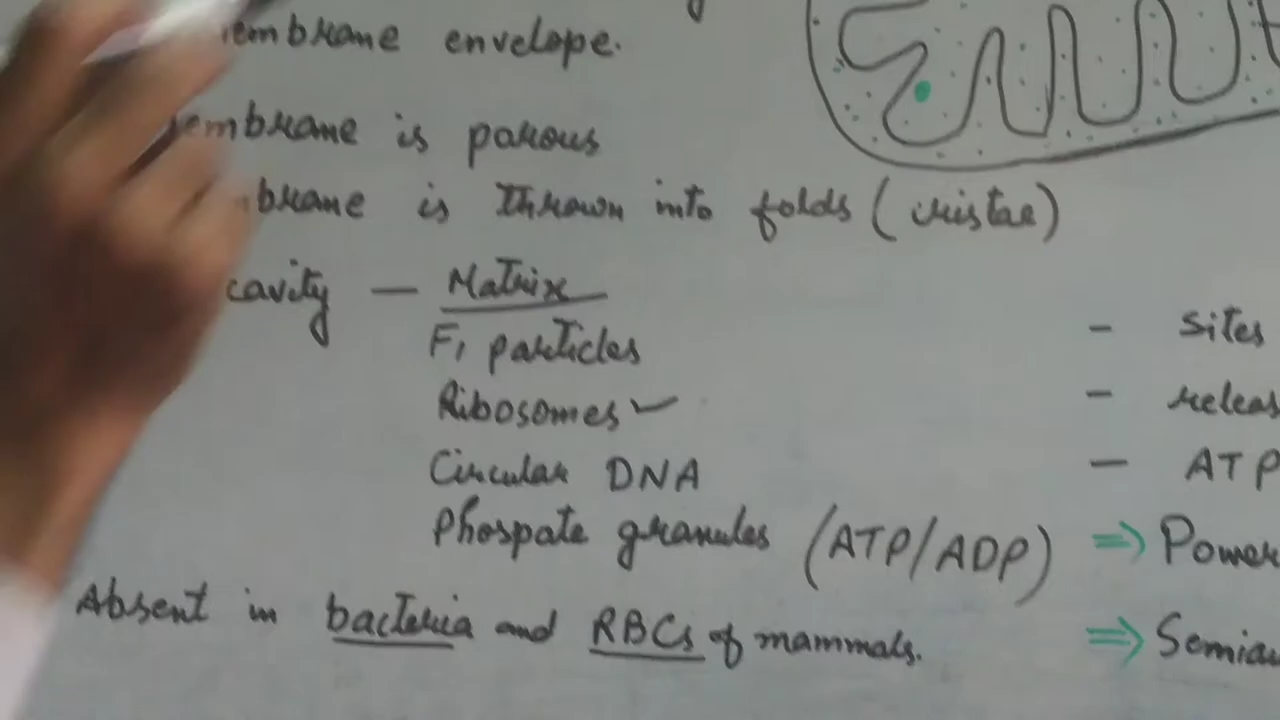 embrane envelope.
embrane is porous
brane is thrown into folds (cristae)
cavity — Matrix
F1 particles
Ribosomes ✓
Circular DNA
Phospate granules (ATP/ADP)
Absent in bacteria and RBCs of mammals.
- Sites
- releas
- ATP
⇒ Power
⇒ Semiau